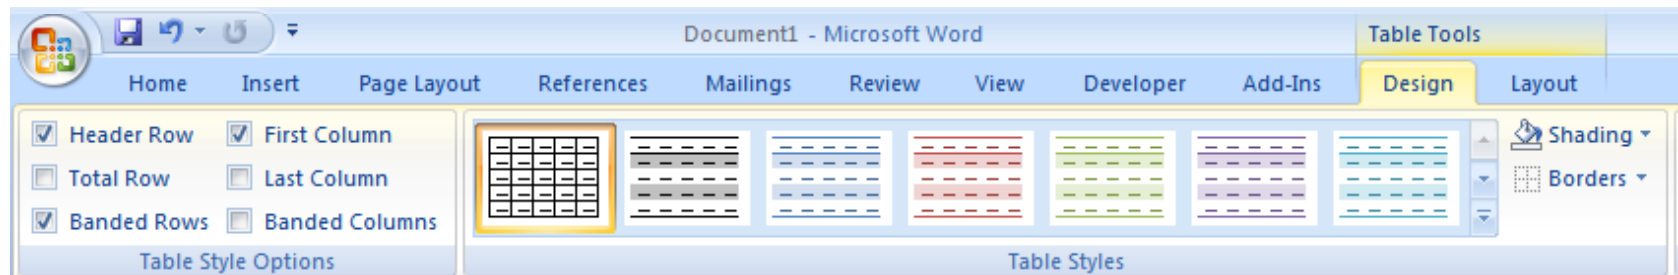 Document1 - Microsoft Word
Table Tools
Home Insert Page Layout References Mailings Review View Developer Add-Ins Design Layout
Header Row First Column
Total Row Last Column
Banded Rows Banded Columns
Table Style Options
Shading
Borders
Table Styles